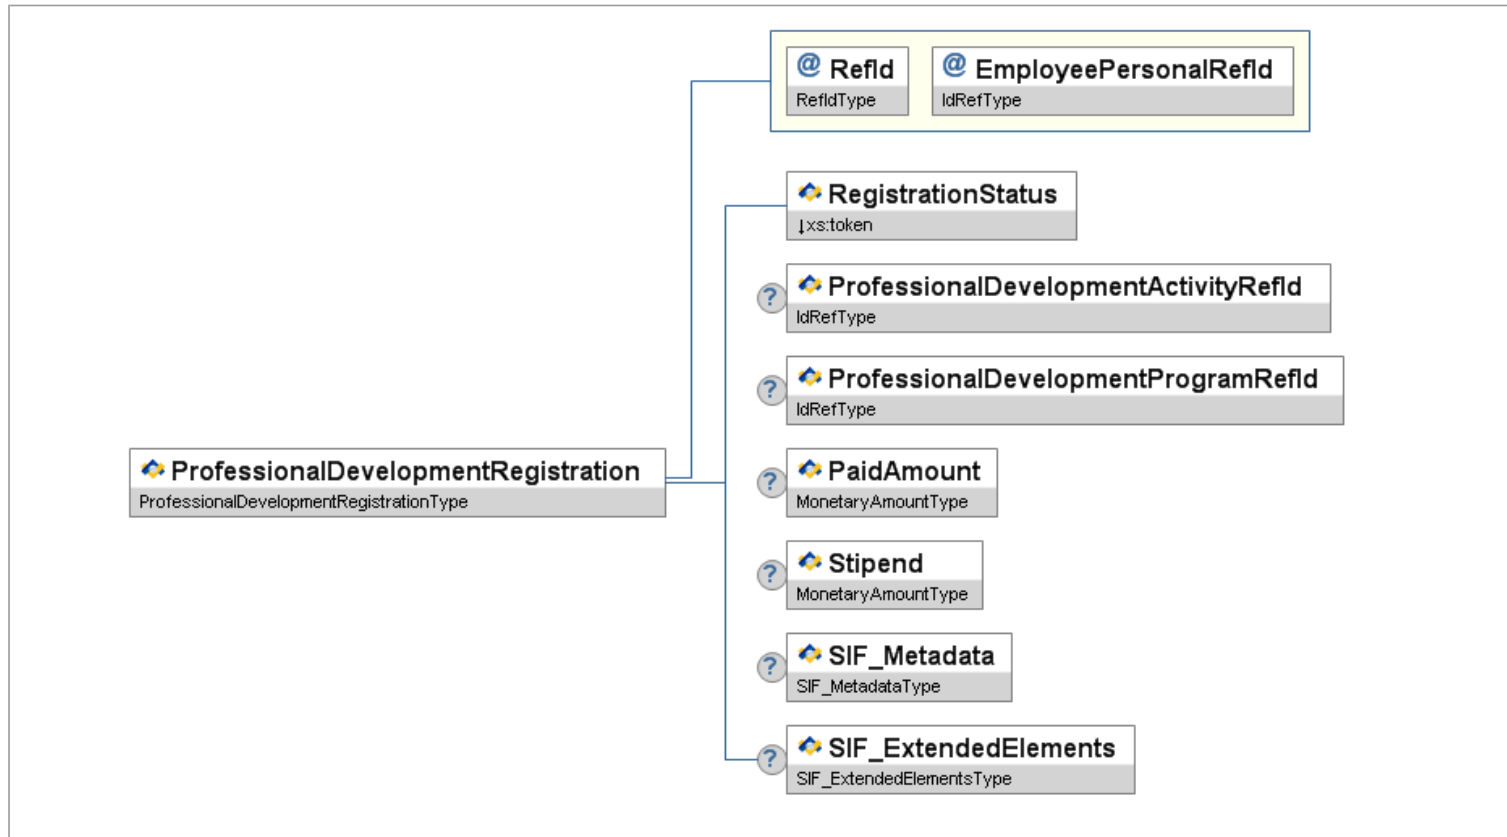 @ RefId
RefIdType
@ EmployeePersonalRefId
IdRefType
RegistrationStatus
↓xs:token
? ProfessionalDevelopmentActivityRefId
IdRefType
? ProfessionalDevelopmentProgramRefId
IdRefType
ProfessionalDevelopmentRegistration
ProfessionalDevelopmentRegistrationType
? PaidAmount
MonetaryAmountType
? Stipend
MonetaryAmountType
? SIF_Metadata
SIF_MetadataType
? SIF_ExtendedElements
SIF_ExtendedElementsType